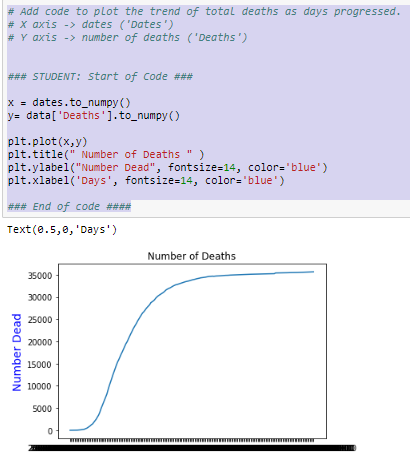 # Add code to plot the trend of total deaths as days progressed.
# X axis -> dates ('Dates')
# Y axis -> number of deaths ('Deaths')
### STUDENT: Start of Code ###
x = dates.to_numpy()
y= data['Deaths'].to_numpy()
plt.plot(x,y)
plt.title(" Number of Deaths " )
plt.ylabel("Number Dead", fontsize=14, color='blue')
plt.xlabel('Days', fontsize=14, color='blue')
### End of code ####
Text(0.5,0,'Days')
Number of Deaths
35000
30000
25000
20000
15000
10000
5000
0
Number Dead